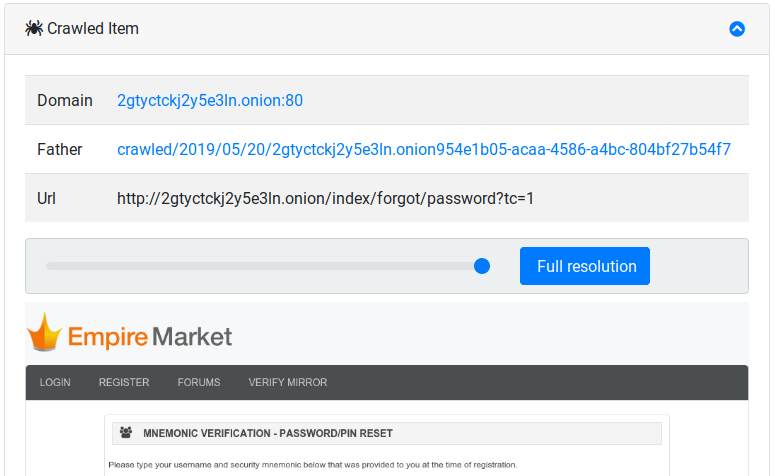 Crawled Item
Domain 2gtyctckj2y5e3ln.onion:80
Father crawled/2019/05/20/2gtyctckj2y5e3ln.onion954e1b05-acaa-4586-a4bc-804bf27b54f7
Url http://2gtyctckj2y5e3ln.onion/index/forgot/password?tc=1
Full resolution
Empire Market
LOGIN REGISTER FORUMS VERIFY MIRROR
MNEMONIC VERIFICATION - PASSWORD/PIN RESET
Please type your username and security mnemonic below that was provided to you at the time of registration.